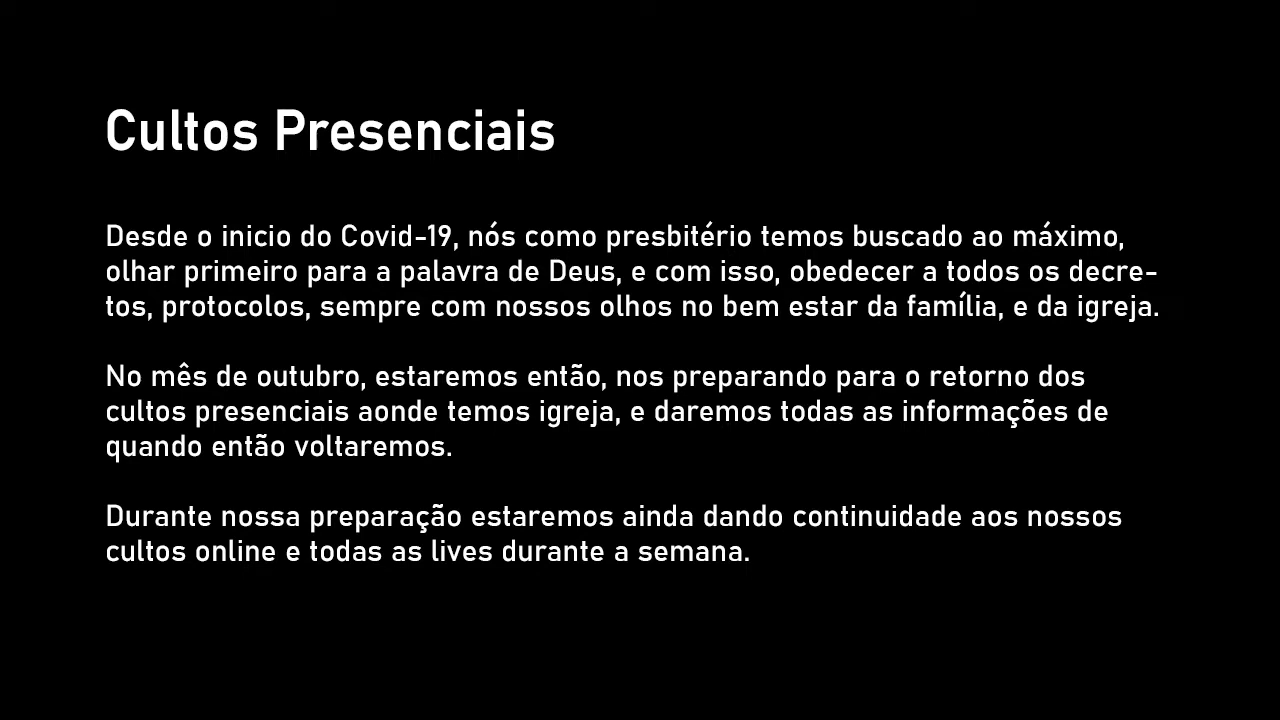 Cultos Presenciais
Desde o inicio do Covid-19, nós como presbitério temos buscado ao máximo,
olhar primeiro para a palavra de Deus, e com isso, obedecer a todos os decre-
tos, protocolos, sempre com nossos olhos no bem estar da família, e da igreja.
No mês de outubro, estaremos então, nos preparando para o retorno dos
cultos presenciais aonde temos igreja, e daremos todas as informações de
quando então voltaremos.
Durante nossa preparação estaremos ainda dando continuidade aos nossos
cultos online e todas as lives durante a semana.